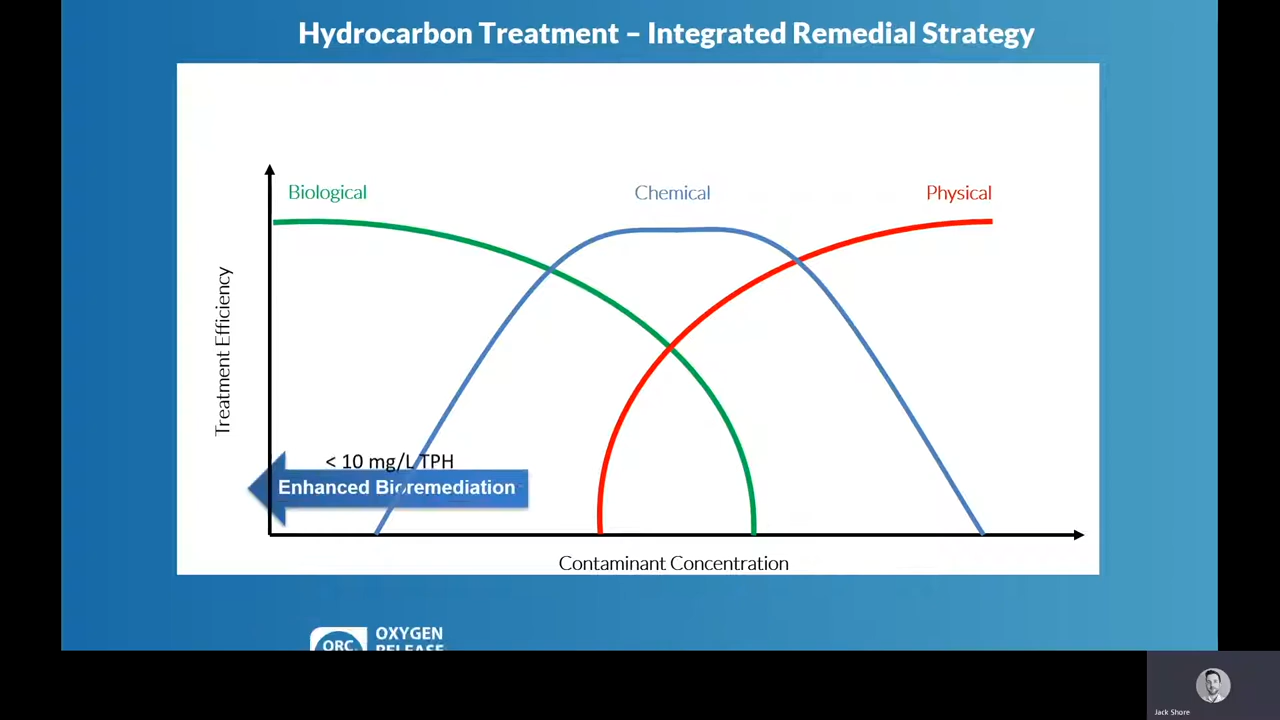 Hydrocarbon Treatment – Integrated Remedial Strategy
Biological
Chemical
Physical
Treatment Efficiency
< 10 mg/L TPH
Enhanced Bioremediation
Contaminant Concentration
ORC
OXYGEN
RELEASE
Jack Shore